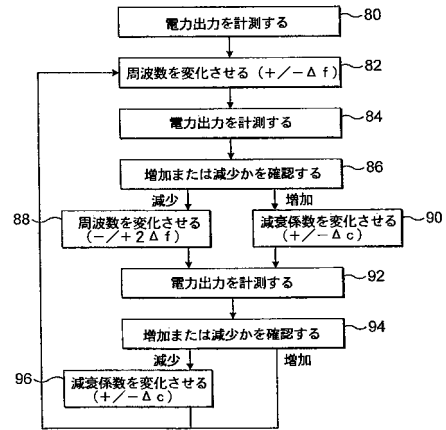 電力出力を計測する
80
周波数を変化させる(+/-Δf)
82
電力出力を計測する
84
増加または減少かを確認する
86
減少
増加
88
周波数を変化させる
(-/+2Δf)
減衰係数を変化させる
(+/-Δc)
90
電力出力を計測する
92
増加または減少かを確認する
94
減少
増加
96
減衰係数を変化させる
(+/-Δc)